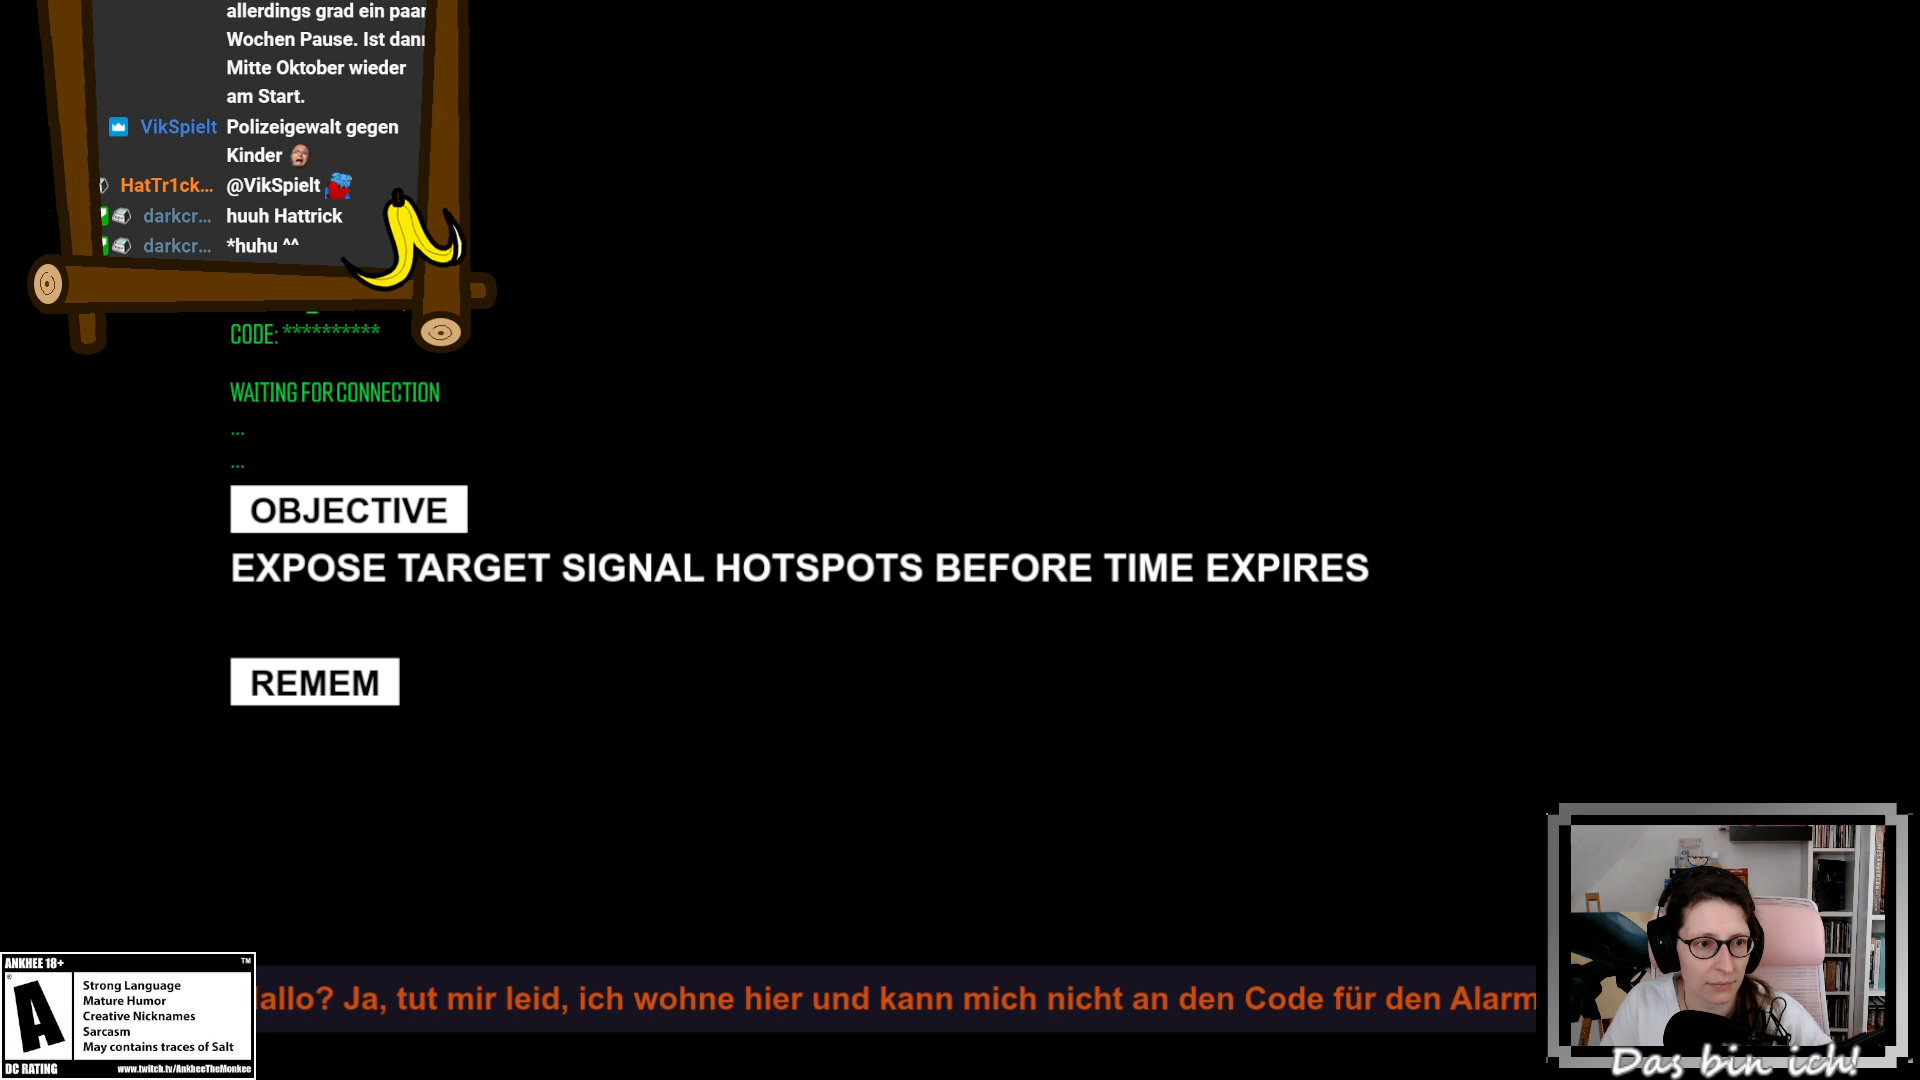 allerdings grad ein paar
Wochen Pause. Ist dann
Mitte Oktober wieder
am Start.
VikSpielt Polizeigewalt gegen
Kinder
HatTr1ck... @VikSpielt
darkcr... huuh Hattrick
darkcr... *huhu ^^
CODE: **********
WAITING FOR CONNECTION
...
...
OBJECTIVE
EXPOSE TARGET SIGNAL HOTSPOTS BEFORE TIME EXPIRES
REMEM
ANKHEE 18+ ™
®
A
Strong Language
Mature Humor
Creative Nicknames
Sarcasm
May contains traces of Salt
DC RATING www.twitch.tv/AnkheeTheMonkee
allo? Ja, tut mir leid, ich wohne hier und kann mich nicht an den Code für den Alarm
Das bin ich!